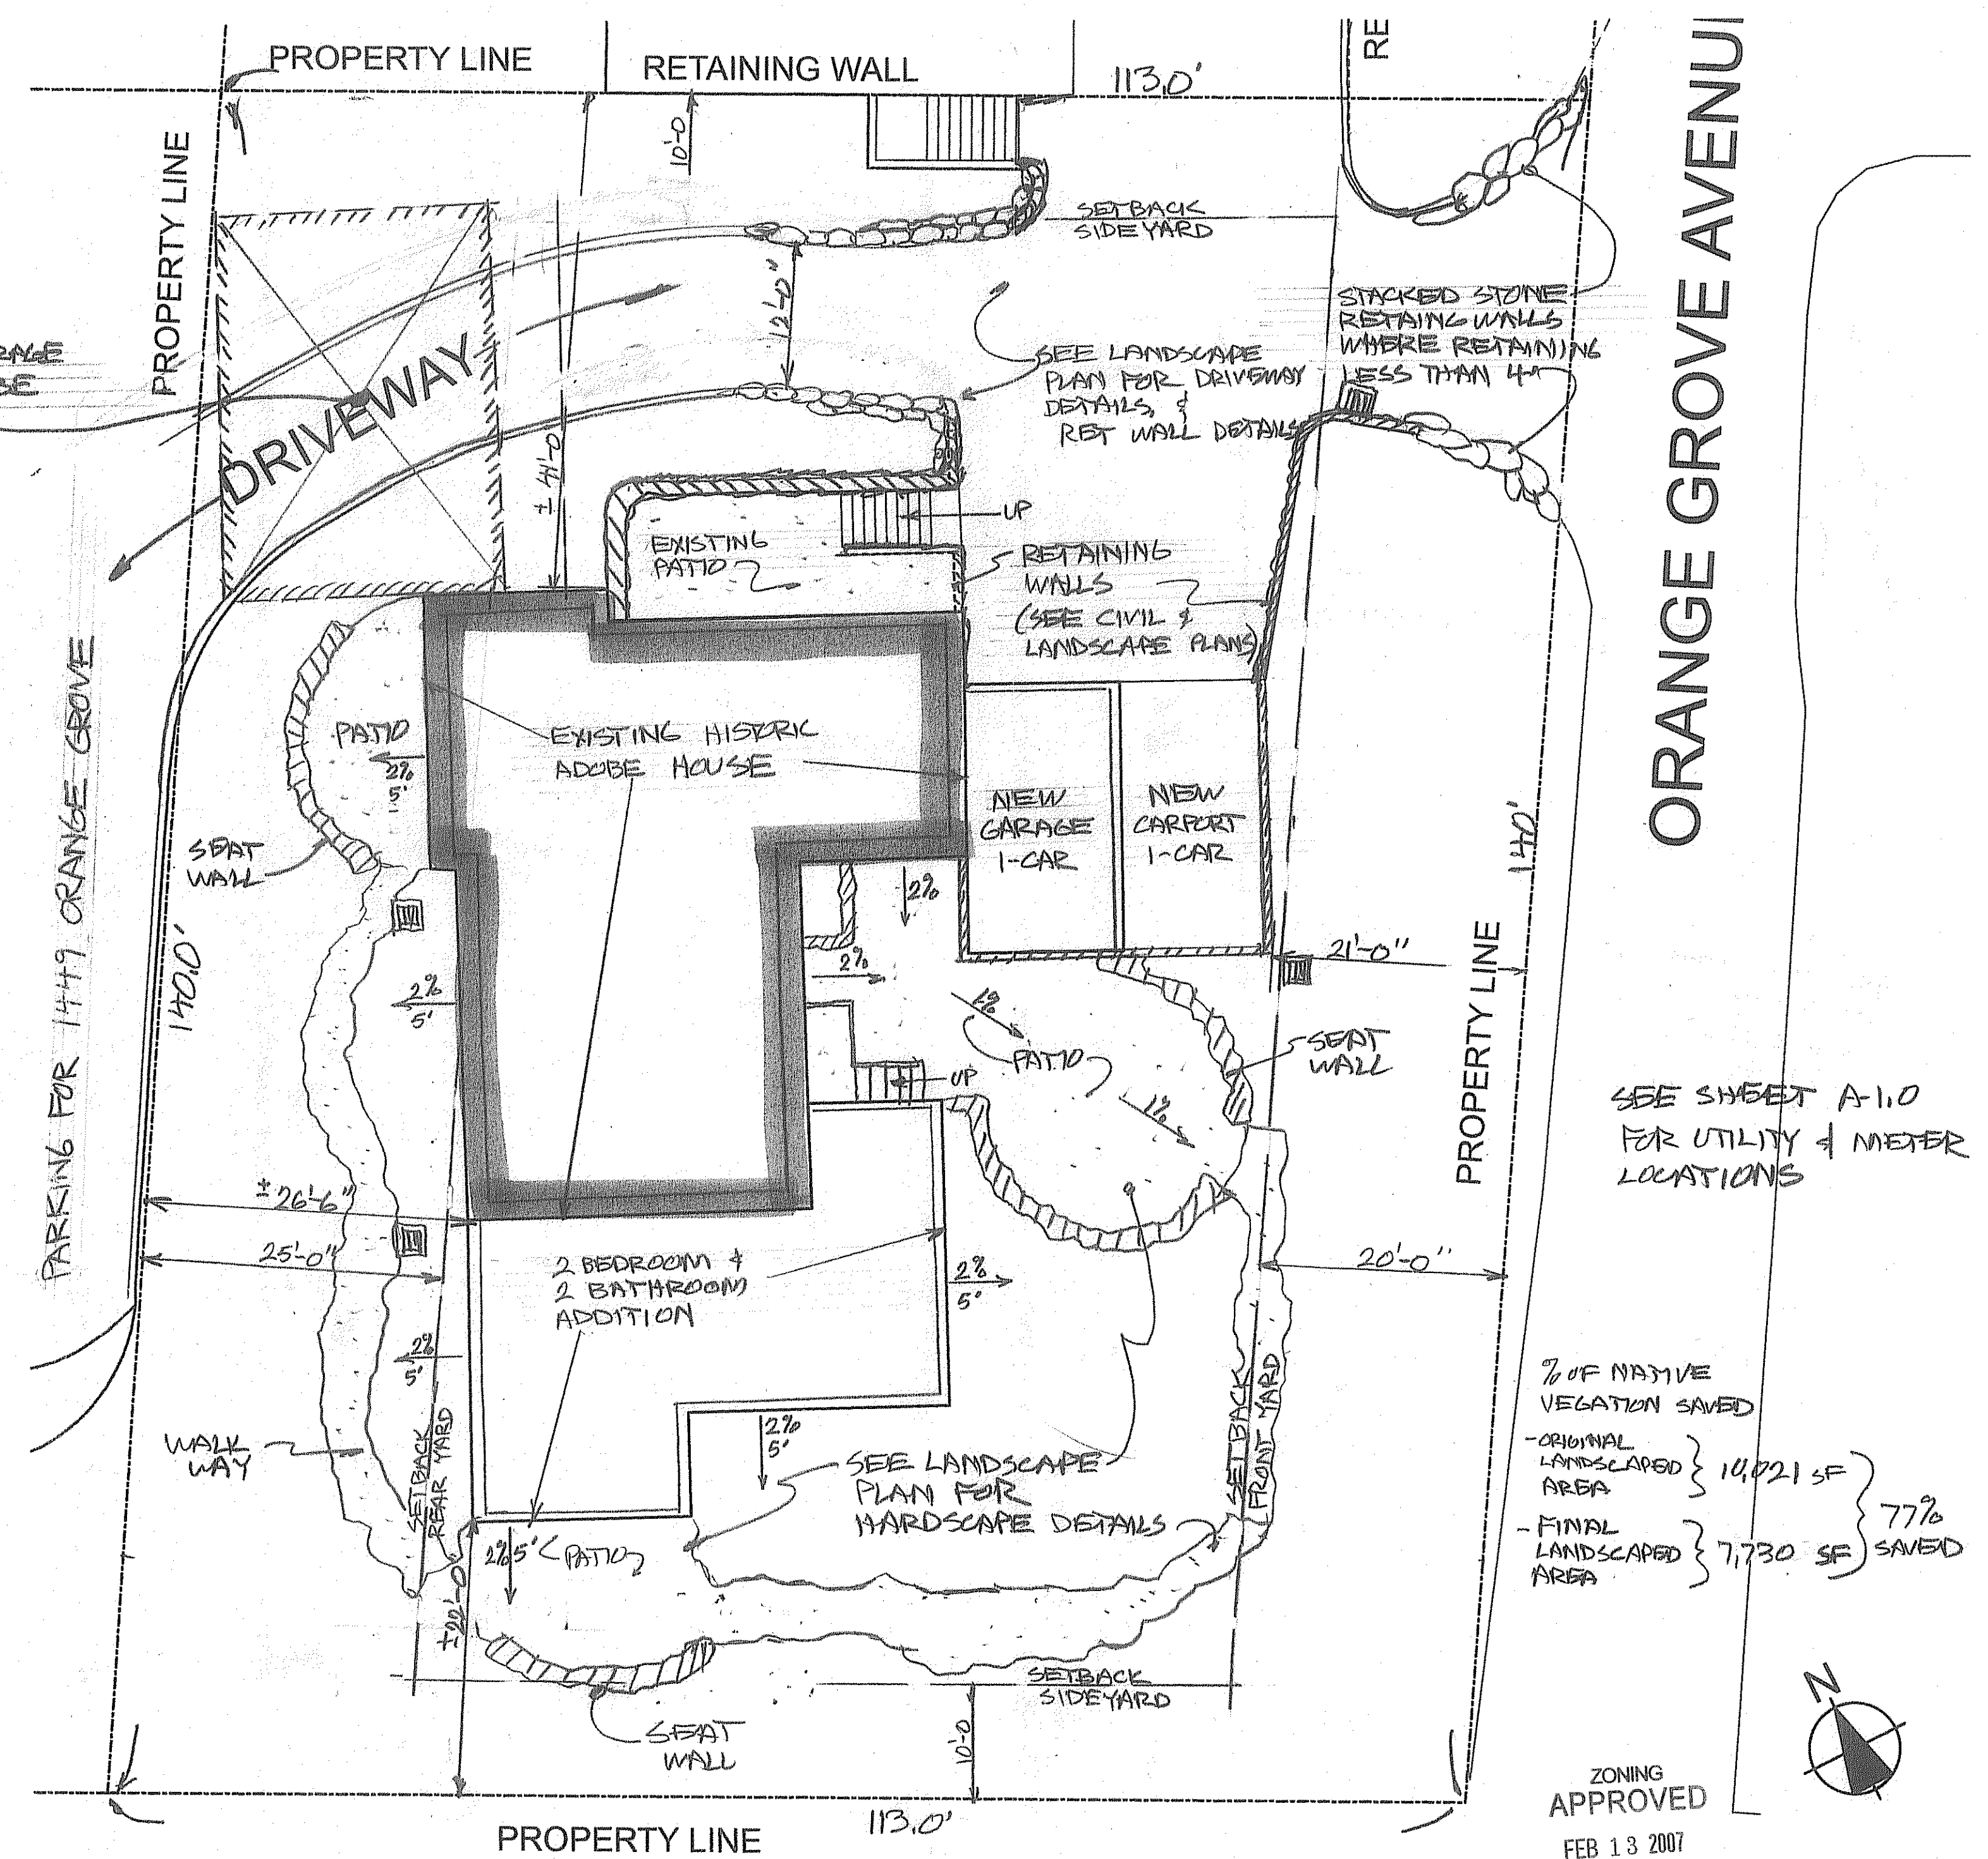 PROPERTY LINE
RETAINING WALL
113.0'
RE
ORANGE GROVE AVENU
PROPERTY LINE
10'-0
SETBACK
SIDEYARD
12'-0"
STACKED STONE
RETAING WALLS
WHERE RETAINING
LESS THAN 4'
SEE LANDSCAPE
PLAN FOR DRIVEWAY
DETAILS, &
RET WALL DETAILS
DRIVEWAY
± 41'-0
UP
EXISTING
PATIO
RETAINING
WALLS
(SEE CIVIL &
LANDSCAPE PLANS)
PARKING FOR 1449 ORANGE GROVE
PATIO
2%
5'
EXISTING HISTORIC
ADOBE HOUSE
NEW
GARAGE
1-CAR
NEW
CARPORT
1-CAR
140'
SEAT
WALL
2%
140.0'
2%
21'-0"
PROPERTY LINE
2%
5'
1%
PATIO
SEAT
WALL
UP
1%
SEE SHEET A-1.0
FOR UTILITY & METER
LOCATIONS
± 26'-6"
25'-0"
20'-0"
2 BEDROOM &
2 BATHROOM
ADDITION
2%
5'
2%
5'
SETBACK
REAR YARD
SETBACK
FRONT YARD
% OF NATIVE
VEGATION SAVED
-ORIGINAL
LANDSCAPED
AREA
SF
- FINAL
LANDSCAPED
AREA
7,730 SF
77%
SAVED
WALK
WAY
2%
5'
SEE LANDSCAPE
PLAN FOR
HARDSCAPE DETAILS
2% 5'
PATIO
±22'-0
SETBACK
SIDEYARD
SEAT
WALL
10'-0
N
ZONING
APPROVED
FEB 13 2007
113.0'
PROPERTY LINE